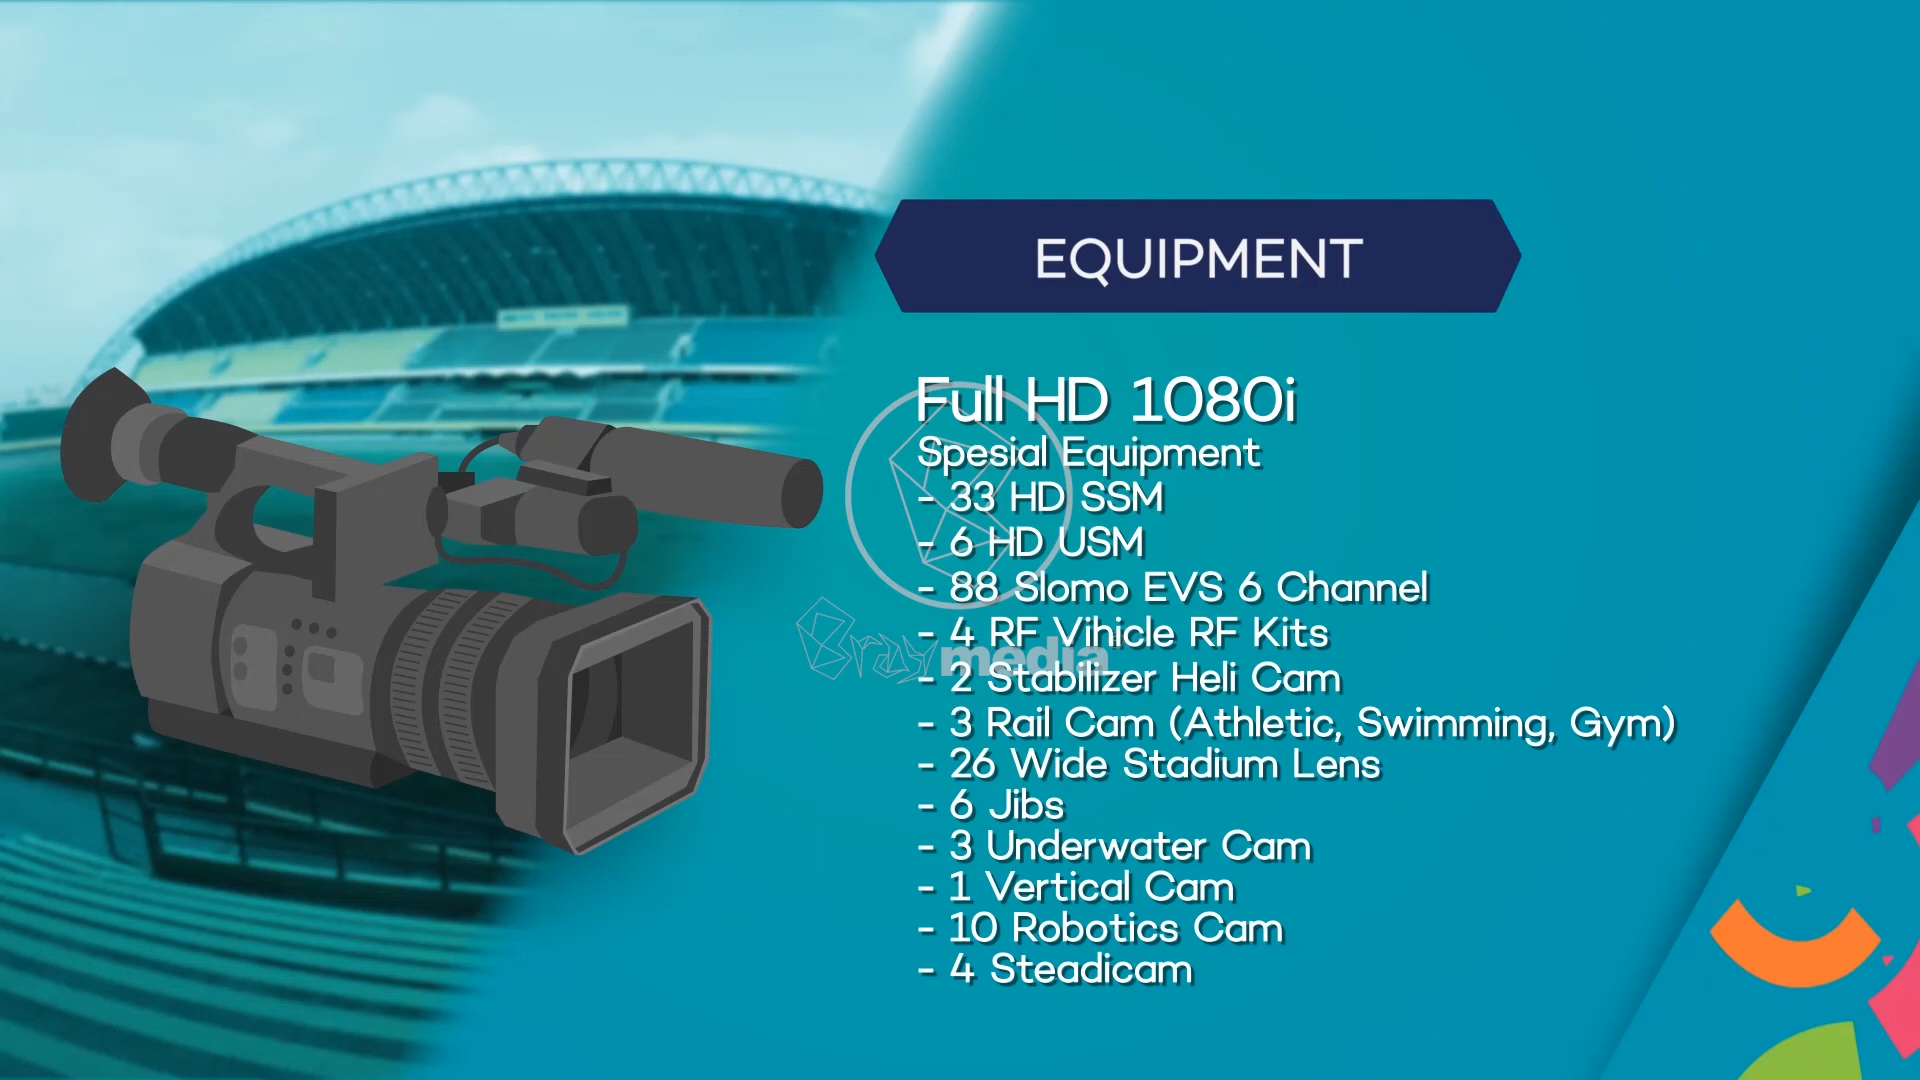 EQUIPMENT
Full HD 1080i
Spesial Equipment
- 33 HD SSM
- 6 HD USM
- 88 Slomo EVS 6 Channel
- 4 RF Vihicle RF Kits
- 2 Stabilizer Heli Cam
- 3 Rail Cam (Athletic, Swimming, Gym)
- 26 Wide Stadium Lens
- 6 Jibs
- 3 Underwater Cam
- 1 Vertical Cam
- 10 Robotics Cam
- 4 Steadicam
Braymedia